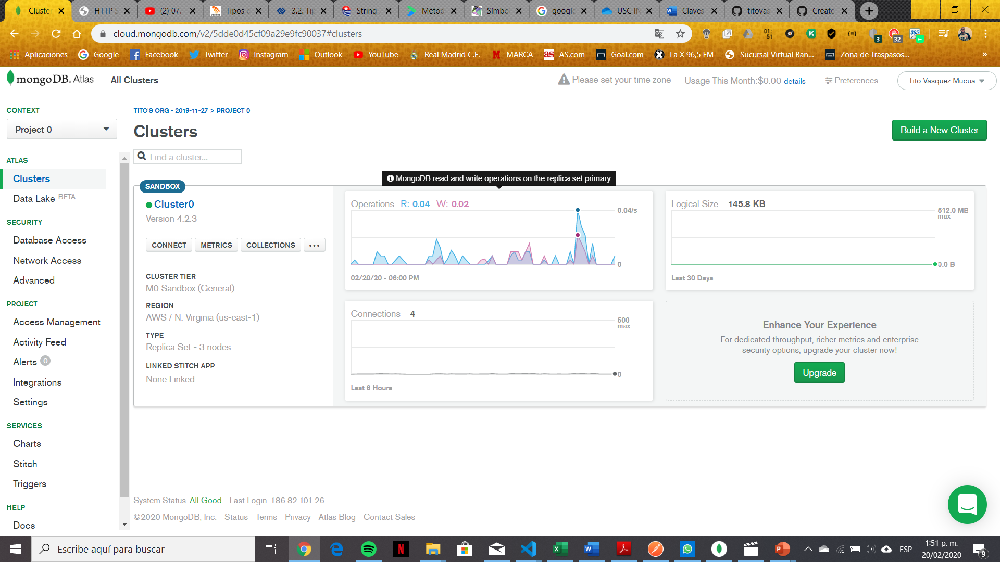 Cluster
HTTP S
(2) 07.-
Tipos d
3.2. Tip
String
Métod
Símbo
google
USC IN
Claves
titovas
Create
cloud.mongodb.com/v2/5dde0d45cf09a29e9fc90037#clusters
01:
51
3
32
365
Aplicaciones
Google
Facebook
Twitter
Instagram
Outlook
YouTube
Real Madrid C.F.
MARCA
AS.com
Goal.com
La X 96,5 FM
Sucursal Virtual Ban...
Zona de Traspasos...
»
mongoDB. Atlas
All Clusters
Please set your time zone
Usage This Month:$0.00 details
Preferences
Tito Vasquez Mucua
CONTEXT
Project 0
ATLAS
Clusters
Data Lake BETA
SECURITY
Database Access
Network Access
Advanced
PROJECT
Access Management
Activity Feed
Alerts 0
Integrations
Settings
SERVICES
Charts
Stitch
Triggers
HELP
Docs
TITO'S ORG - 2019-11-27 > PROJECT 0
Clusters
Build a New Cluster
Find a cluster...
MongoDB read and write operations on the replica set primary
SANDBOX
Cluster0
Version 4.2.3
CONNECT
METRICS
COLLECTIONS
...
CLUSTER TIER
M0 Sandbox (General)
REGION
AWS / N. Virginia (us-east-1)
TYPE
Replica Set - 3 nodes
LINKED STITCH APP
None Linked
Operations R: 0.04 W: 0.02
0.04/s
0
02/20/20 - 06:00 PM
Logical Size 145.8 KB
512.0 MB
max
0.0 B
Last 30 Days
Connections 4
500
max
0
Last 6 Hours
Enhance Your Experience
For dedicated throughput, richer metrics and enterprise
security options, upgrade your cluster now!
Upgrade
System Status: All Good Last Login: 186.82.101.26
©2020 MongoDB, Inc. Status Terms Privacy Atlas Blog Contact Sales
Escribe aquí para buscar
ESP
1:51 p. m.
20/02/2020
9